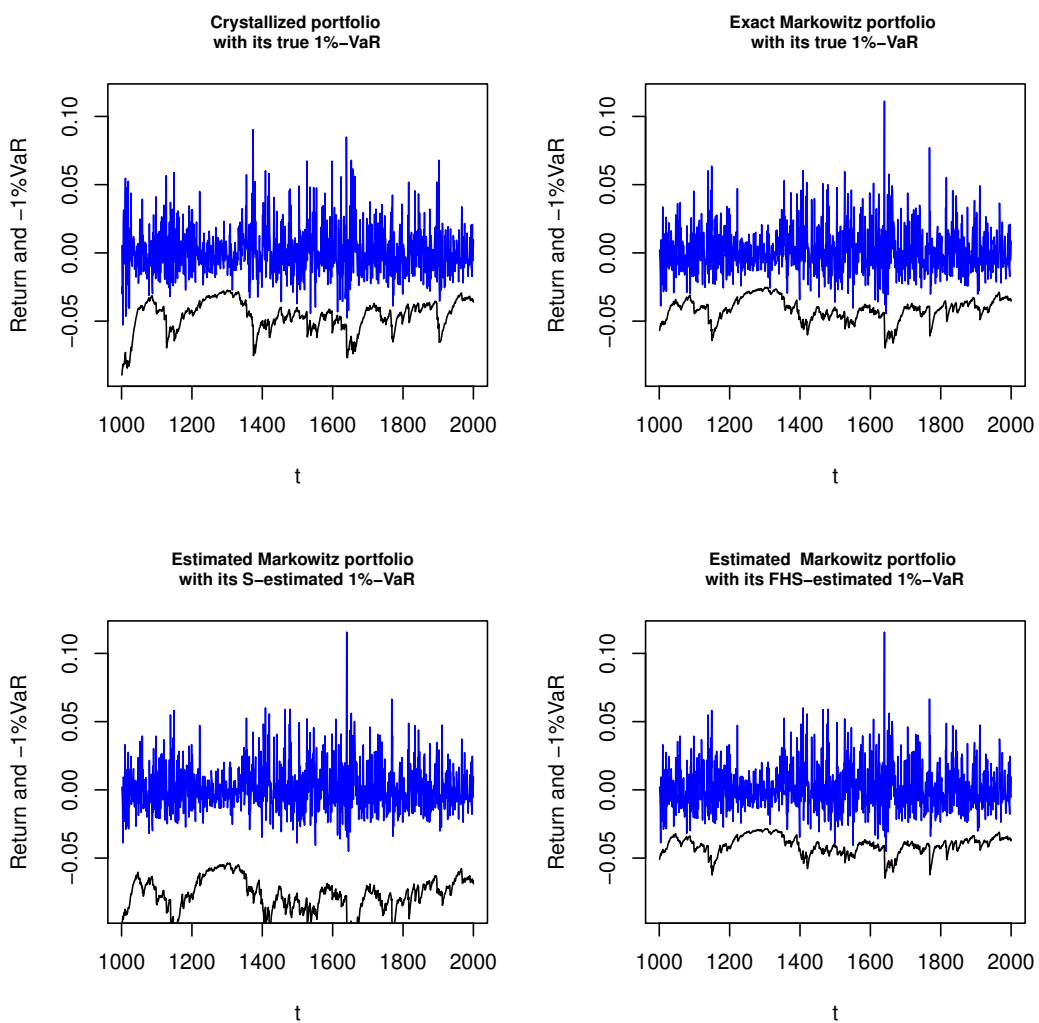 Crystallized portfolio
with its true 1%−VaR
Return and −1%VaR
0.10
0.05
0.00
−0.05
1000 1200 1400 1600 1800 2000
t
Exact Markowitz portfolio
with its true 1%−VaR
Return and −1%VaR
0.10
0.05
0.00
−0.05
1000 1200 1400 1600 1800 2000
t
Estimated Markowitz portfolio
with its S−estimated 1%−VaR
Return and −1%VaR
0.10
0.05
0.00
−0.05
1000 1200 1400 1600 1800 2000
t
Estimated Markowitz portfolio
with its FHS−estimated 1%−VaR
Return and −1%VaR
0.10
0.05
0.00
−0.05
1000 1200 1400 1600 1800 2000
t